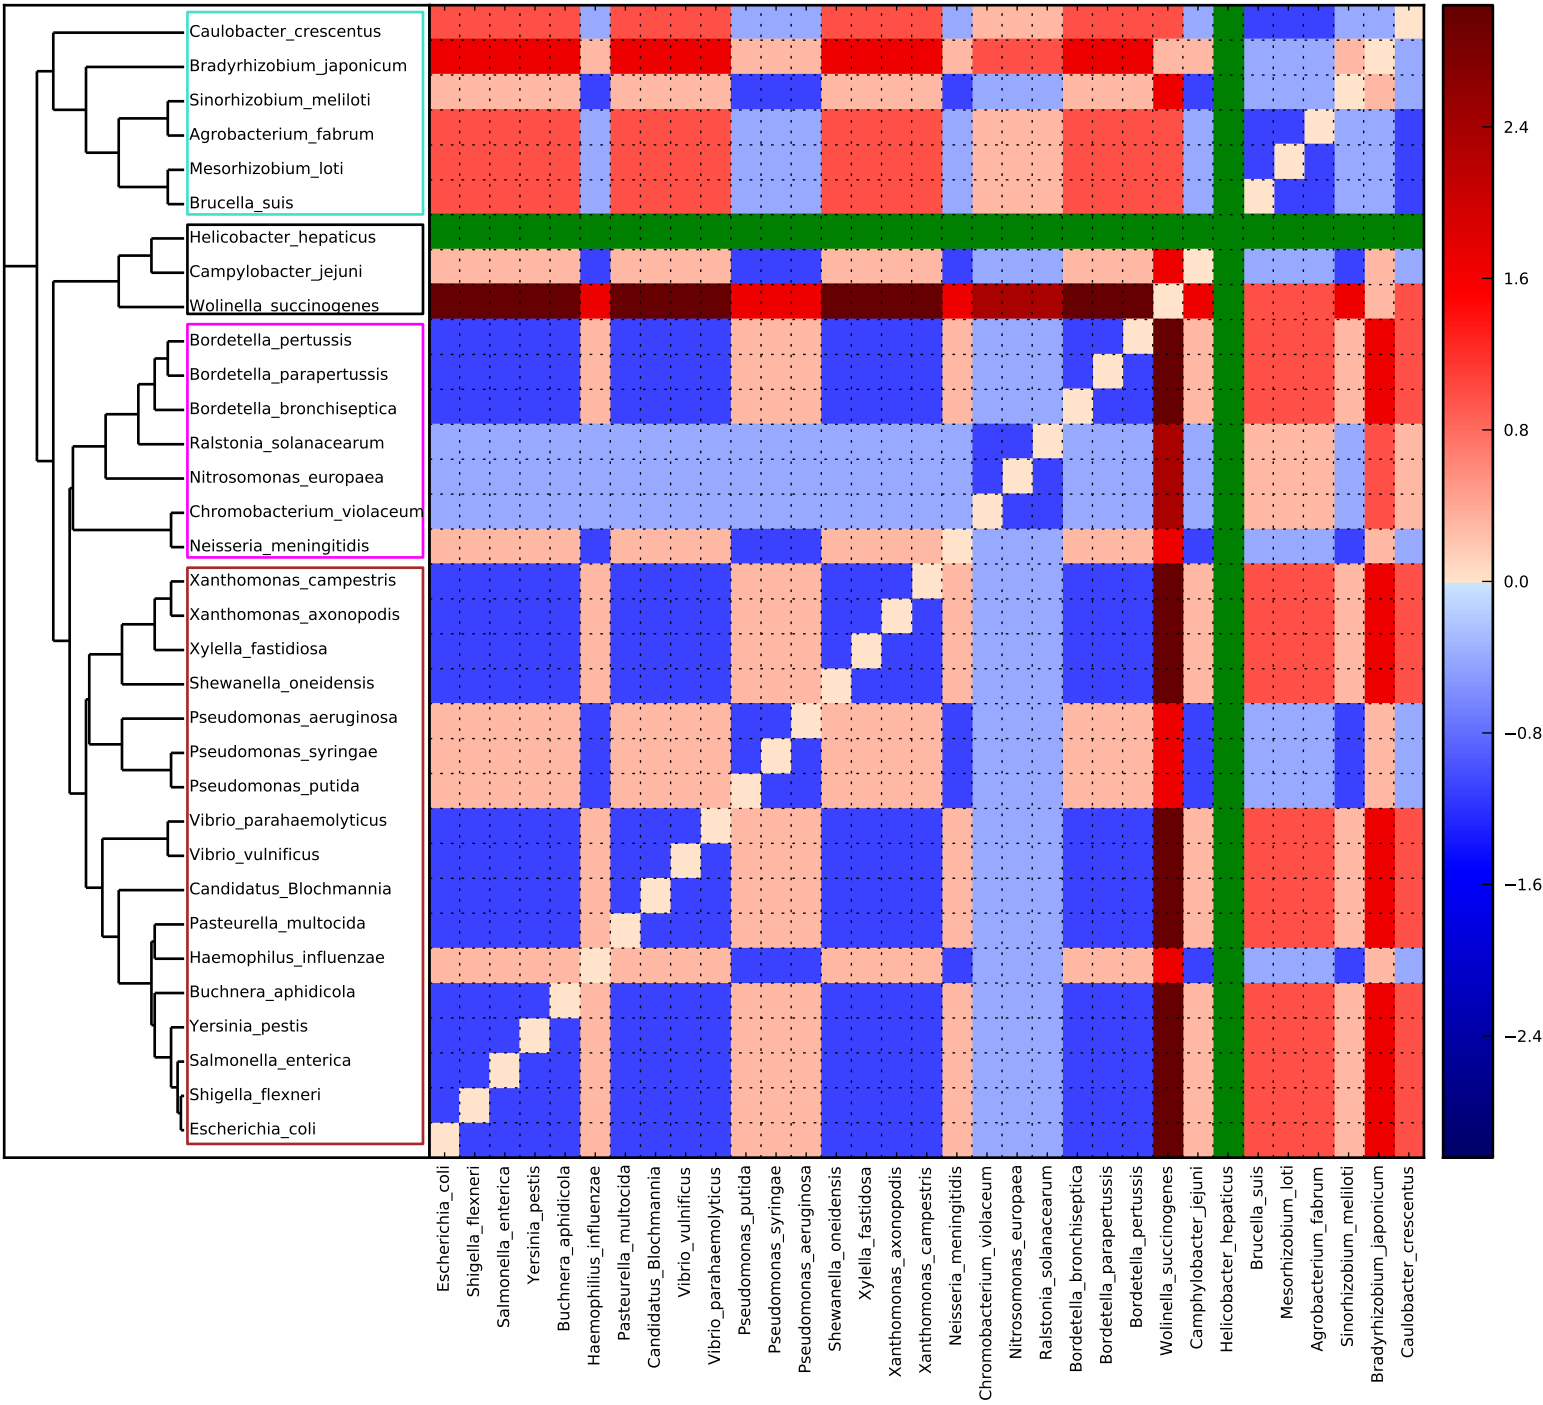 Caulobacter_crescentus
Bradyrhizobium_japonicum
Sinorhizobium_meliloti
Agrobacterium_fabrum
Mesorhizobium_loti
Brucella_suis
Helicobacter_hepaticus
Campylobacter_jejuni
Wolinella_succinogenes
Bordetella_pertussis
Bordetella_parapertussis
Bordetella_bronchiseptica
Ralstonia_solanacearum
Nitrosomonas_europaea
Chromobacterium_violaceum
Neisseria_meningitidis
Xanthomonas_campestris
Xanthomonas_axonopodis
Xylella_fastidiosa
Shewanella_oneidensis
Pseudomonas_aeruginosa
Pseudomonas_syringae
Pseudomonas_putida
Vibrio_parahaemolyticus
Vibrio_vulnificus
Candidatus_Blochmannia
Pasteurella_multocida
Haemophilus_influenzae
Buchnera_aphidicola
Yersinia_pestis
Salmonella_enterica
Shigella_flexneri
Escherichia_coli
Escherichia_coli
Shigella_flexneri
Salmonella_enterica
Yersinia_pestis
Buchnera_aphidicola
Haemophilius_influenzae
Pasteurella_multocida
Candidatus_Blochmannia
Vibrio_vulnificus
Vibrio_parahaemolyticus
Pseudomonas_putida
Pseudomonas_syringae
Pseudomonas_aeruginosa
Shewanella_oneidensis
Xylella_fastidosa
Xanthomonas_axonopodis
Xanthomonas_campestris
Neisseria_meningitidis
Chromobacterium_violaceum
Nitrosomonas_europaea
Ralstonia_solanacearum
Bordetella_bronchiseptica
Bordetella_parapertussis
Bordetella_pertussis
Wolinella_succinogenes
Camphylobacter_jejuni
Helicobacter_hepaticus
Brucella_suis
Mesorhizobium_loti
Agrobacterium_fabrum
Sinorhizobium_meliloti
Bradyrhizobium_japonicum
Caulobacter_crescentus
2.4
1.6
0.8
0.0
−0.8
−1.6
−2.4